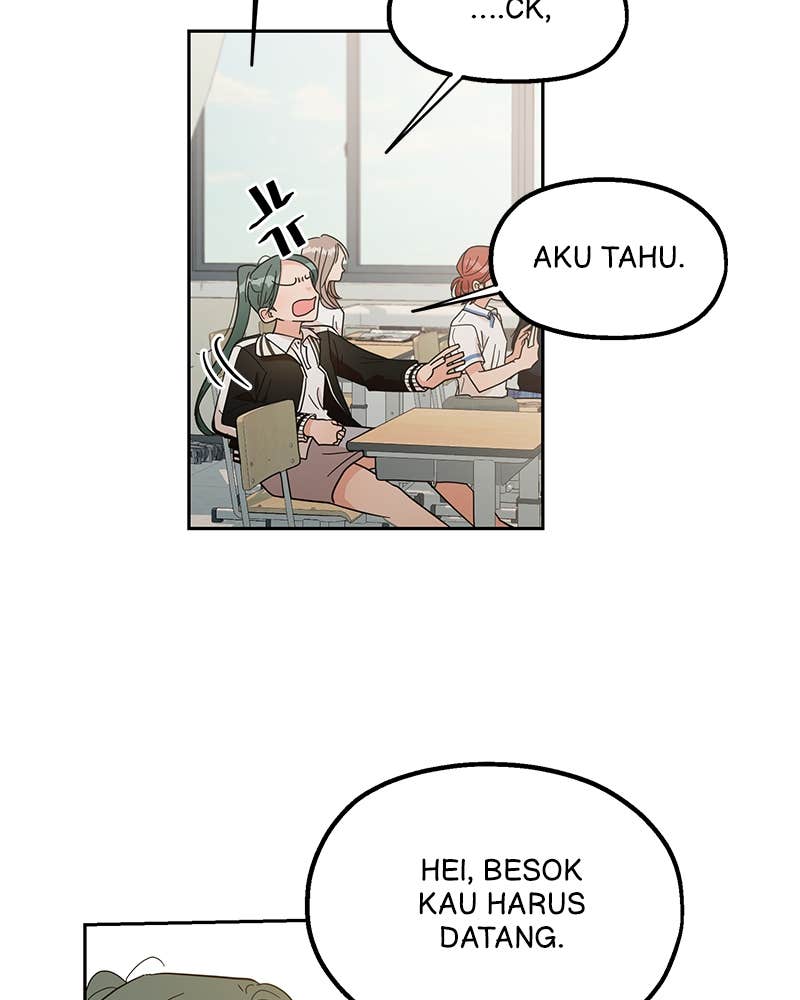 ....CK,
AKU TAHU.
HEI, BESOK
KAU HARUS
DATANG.